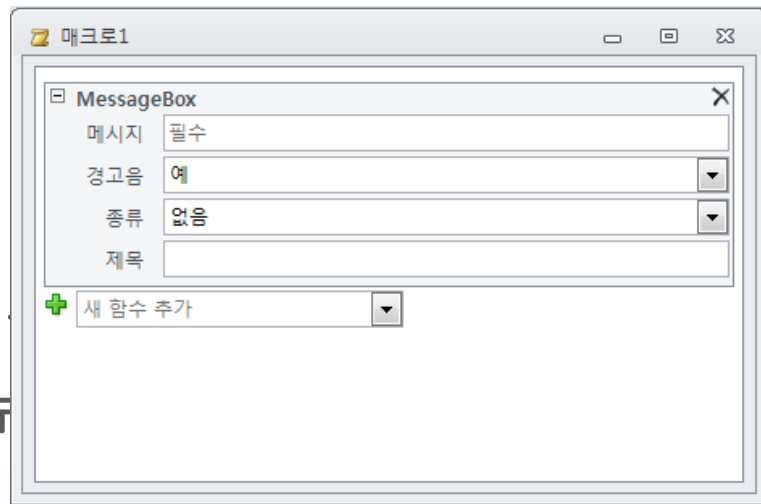 매크로1
MessageBox
메시지 필수
경고음 예
종류 없음
제목
새 함수 추가